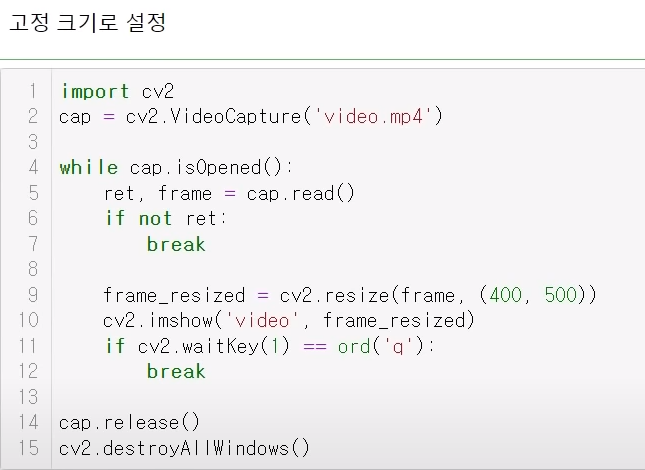 고정 크기로 설정
1 import cv2
2 cap = cv2.VideoCapture('video.mp4')
3
4 while cap.isOpened():
5     ret, frame = cap.read()
6     if not ret:
7         break
8
9     frame_resized = cv2.resize(frame, (400, 500))
10     cv2.imshow('video', frame_resized)
11     if cv2.waitKey(1) == ord('q'):
12         break
13
14 cap.release()
15 cv2.destroyAllWindows()